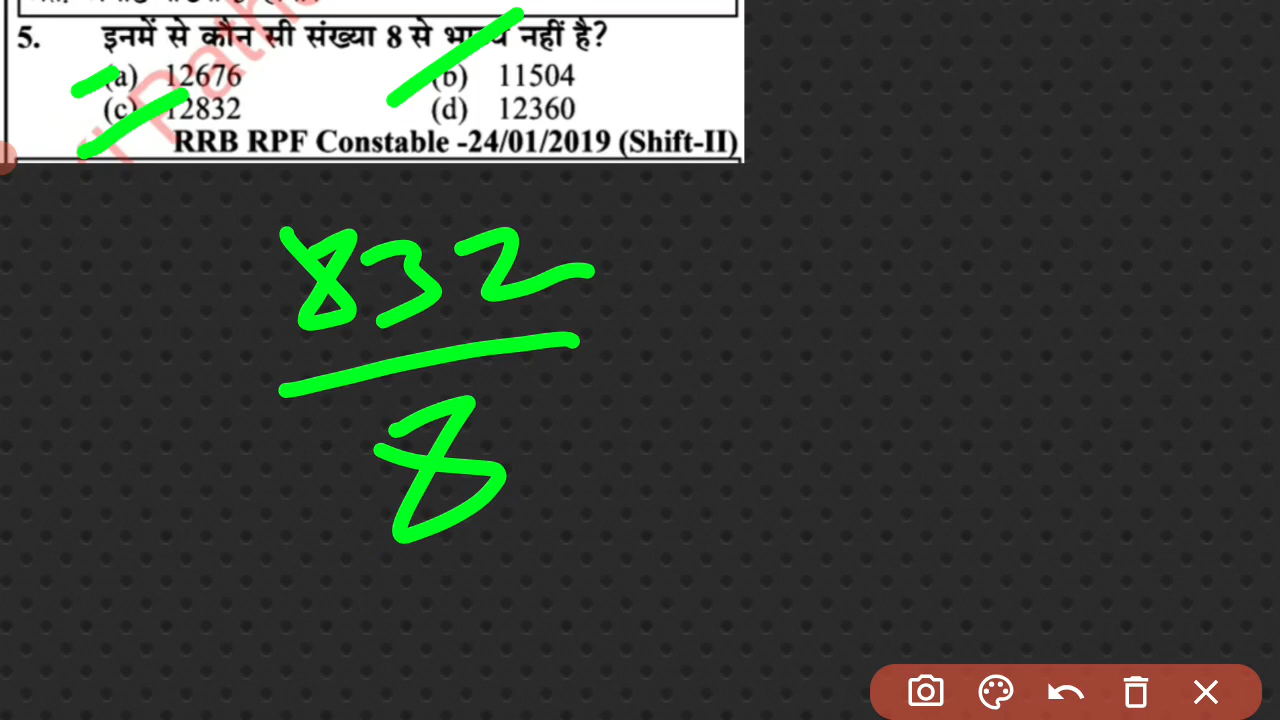 5. इनमें से कौन सी संख्या 8 से भाज्य नहीं है?
(a) 12676 (b) 11504
(c) 12832 (d) 12360
RRB RPF Constable -24/01/2019 (Shift-II)
832
8